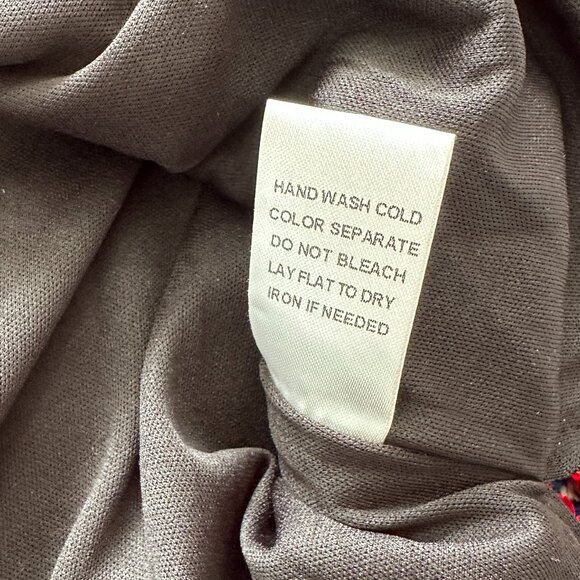 HAND WASH COLD
COLOR SEPARATE
DO NOT BLEACH
LAY FLAT TO DRY
IRON IF NEEDED